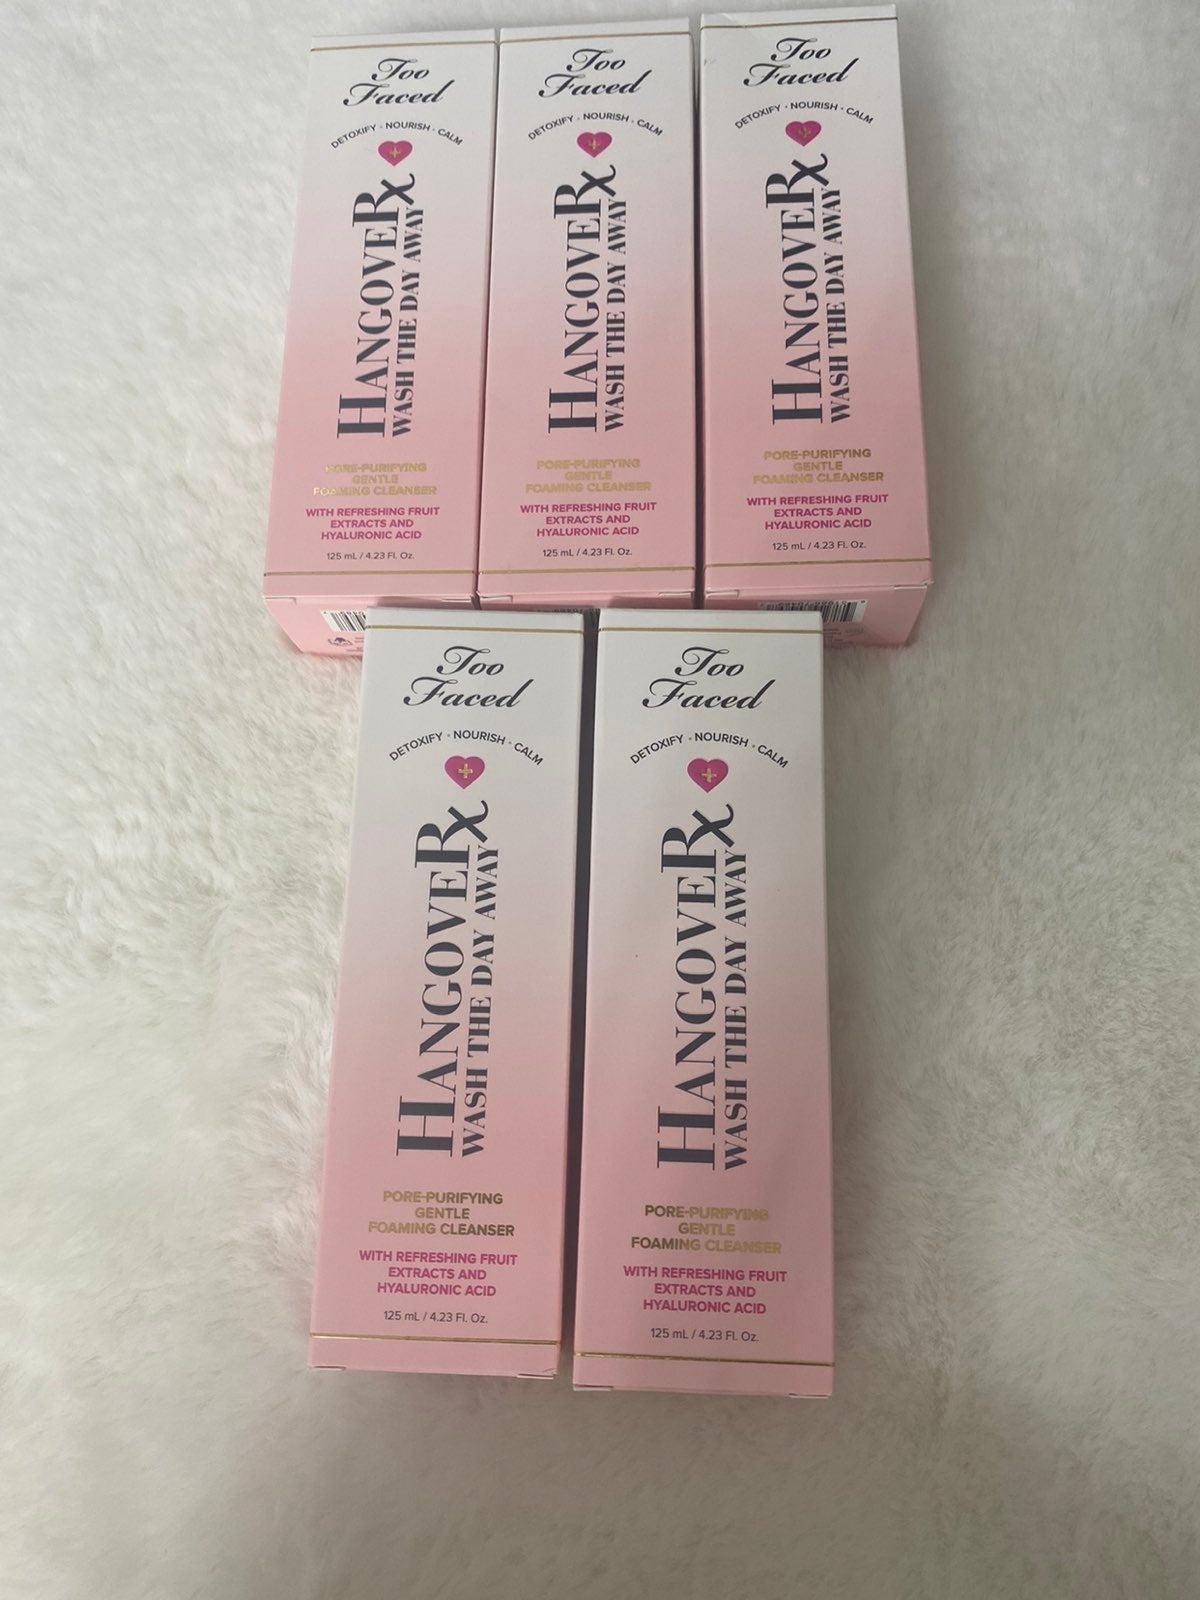 Too
Faced
DETOXIFY • NOURISH • CALM
HANGOVERX
WASH THE DAY AWAY
PORE-PURIFYING
GENTLE
FOAMING CLEANSER
WITH REFRESHING FRUIT
EXTRACTS AND
HYALURONIC ACID
125 mL / 4.23 Fl. Oz.
Too
Faced
DETOXIFY • NOURISH • CALM
HANGOVERX
WASH THE DAY AWAY
PORE-PURIFYING
GENTLE
FOAMING CLEANSER
WITH REFRESHING FRUIT
EXTRACTS AND
HYALURONIC ACID
125 mL / 4.23 Fl. Oz.
Too
Faced
DETOXIFY • NOURISH • CALM
HANGOVERX
WASH THE DAY AWAY
PORE-PURIFYING
GENTLE
FOAMING CLEANSER
WITH REFRESHING FRUIT
EXTRACTS AND
HYALURONIC ACID
125 mL / 4.23 Fl. Oz.
Too
Faced
DETOXIFY • NOURISH • CALM
HANGOVERX
WASH THE DAY AWAY
PORE-PURIFYING
GENTLE
FOAMING CLEANSER
WITH REFRESHING FRUIT
EXTRACTS AND
HYALURONIC ACID
125 mL / 4.23 Fl. Oz.
Too
Faced
DETOXIFY • NOURISH • CALM
HANGOVERX
WASH THE DAY AWAY
PORE-PURIFYING
GENTLE
FOAMING CLEANSER
WITH REFRESHING FRUIT
EXTRACTS AND
HYALURONIC ACID
125 mL / 4.23 Fl. Oz.